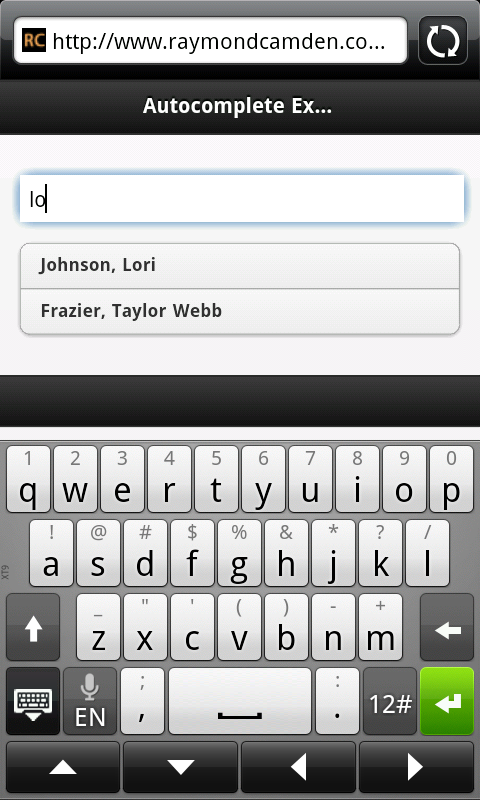 RC http://www.raymondcamden.co...
Autocomplete Ex...
lo
Johnson, Lori
Frazier, Taylor Webb
1 2 3 4 5 6 7 8 9 0
q w e r t y u i o p
! @ # $ % & * ? /
a s d f g h j k l
XT9
_ " ' ( ) - +
z x c v b n m
; :
EN , . 12#